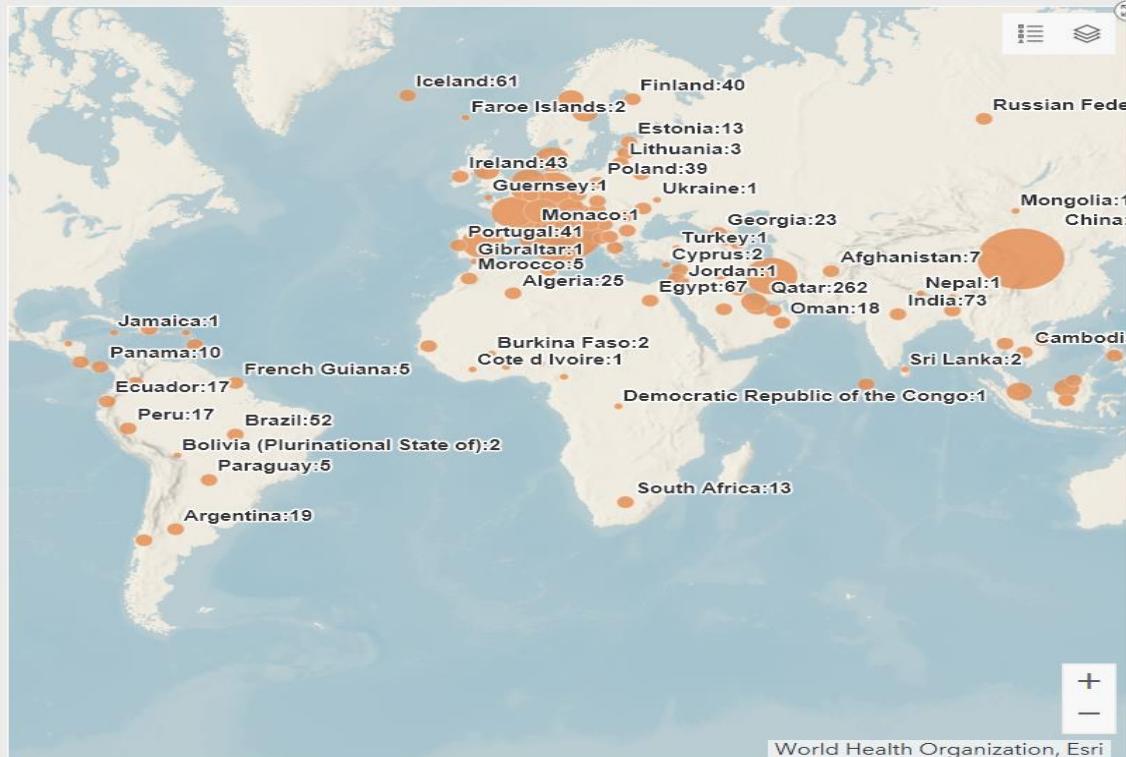 Iceland:61
Finland:40
Faroe Islands:2
Russian Fede
Estonia:13
Lithuania:3
Ireland:43
Poland:39
Guernsey:1
Ukraine:1
Mongolia:1
Monaco:1
Georgia:23
China:
Portugal:41
Turkey:1
Gibraltar:1
Cyprus:2
Afghanistan:7
Morocco:5
Jordan:1
Algeria:25
Egypt:67
Qatar:262
Nepal:1
India:73
Oman:18
Jamaica:1
Burkina Faso:2
Cambodi
Panama:10
Cote d Ivoire:1
Sri Lanka:2
French Guiana:5
Ecuador:17
Democratic Republic of the Congo:1
Peru:17
Brazil:52
Bolivia (Plurinational State of):2
Paraguay:5
South Africa:13
Argentina:19
World Health Organization, Esri